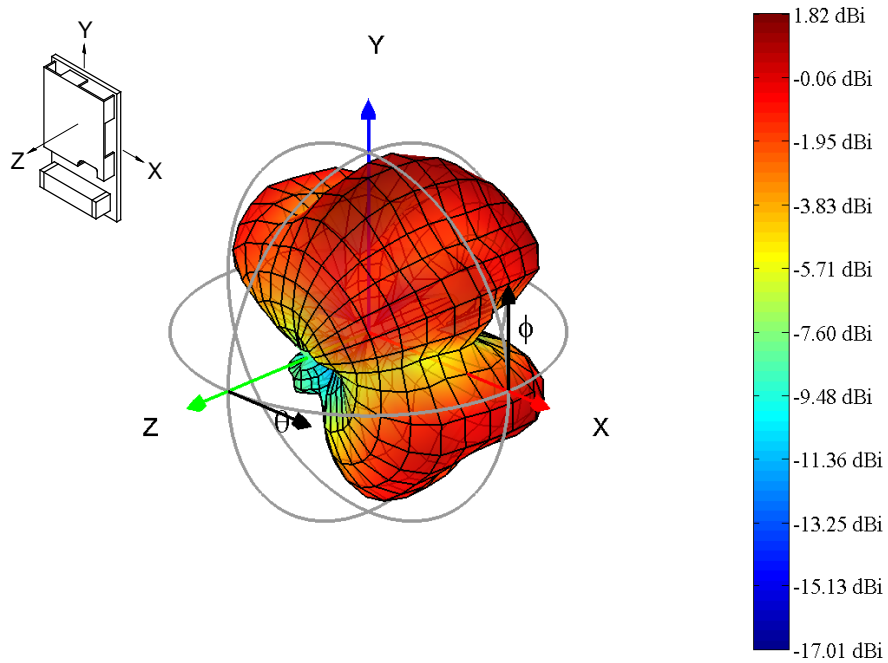 Y
Z
X
Y
Z
X
θ
ϕ
1.82 dBi
-0.06 dBi
-1.95 dBi
-3.83 dBi
-5.71 dBi
-7.60 dBi
-9.48 dBi
-11.36 dBi
-13.25 dBi
-15.13 dBi
-17.01 dBi